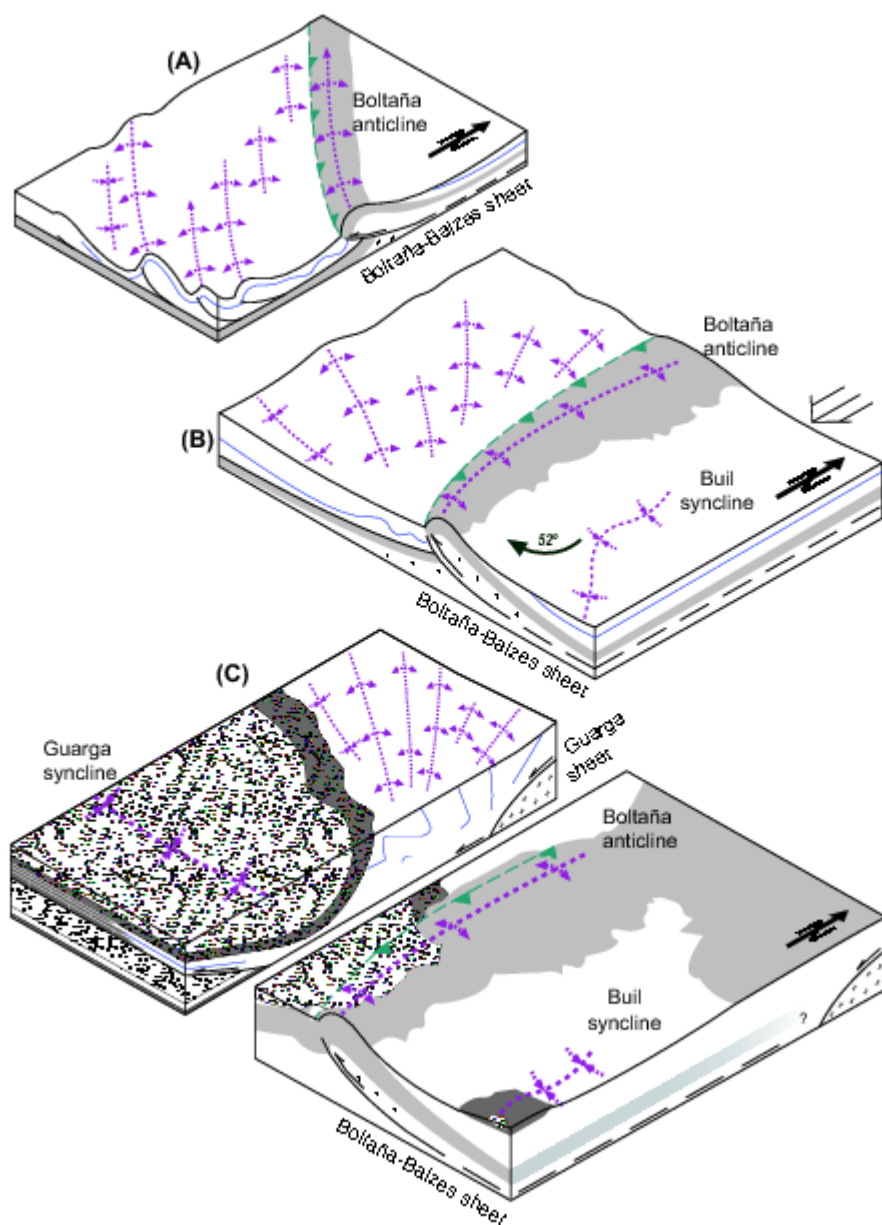 (A)
Boltaña
anticline
Boltaña-Balzes sheet
Boltaña
anticline
(B)
Buil
syncline
52º
Boltaña-Balzes sheet
(C)
Guarga
syncline
Guarga
sheet
Boltaña
anticline
Buil
syncline
?
Boltaña-Balzes sheet